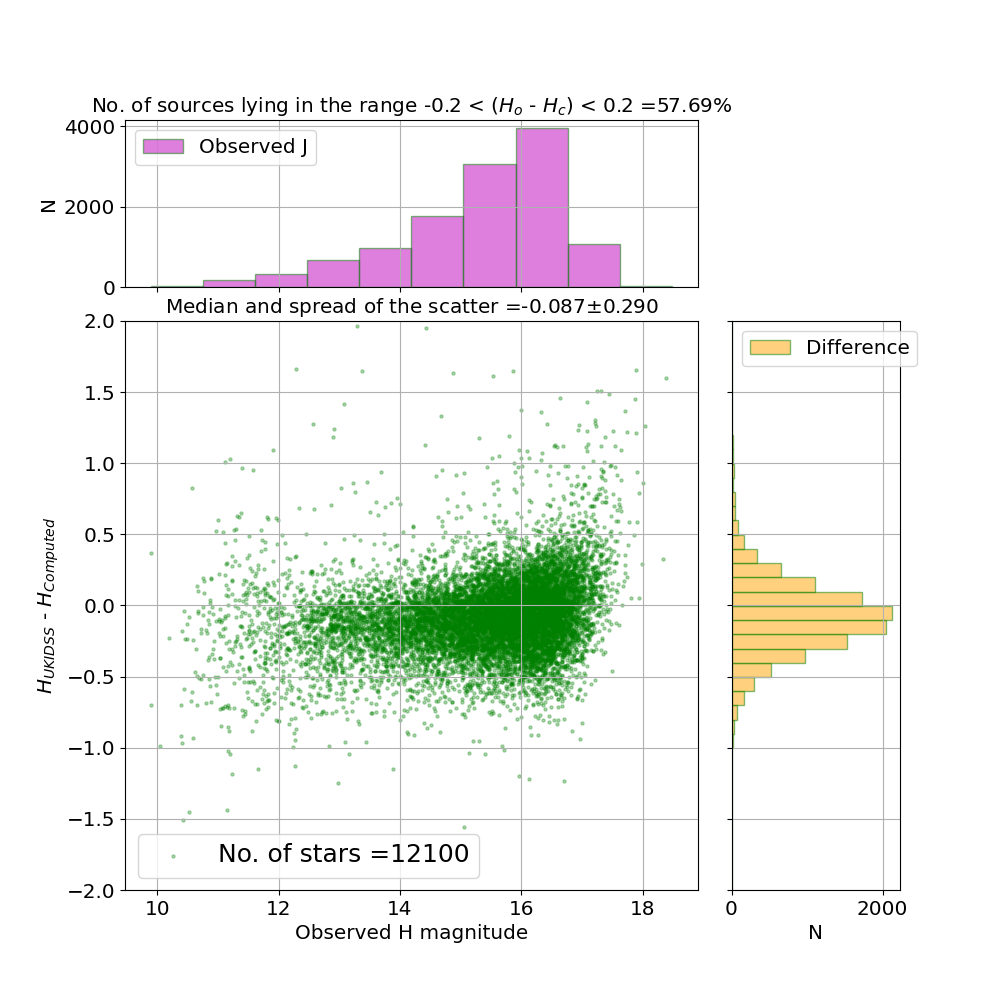 No. of sources lying in the range -0.2 < (H_o - H_c) < 0.2 =57.69%
4000
2000
0
N
Observed J
Median and spread of the scatter =-0.087±0.290
2.0
1.5
1.0
0.5
0.0
−0.5
−1.0
−1.5
−2.0
H_UKIDSS - H_Computed
No. of stars =12100
10 12 14 16 18
Observed H magnitude
Difference
0 2000
N